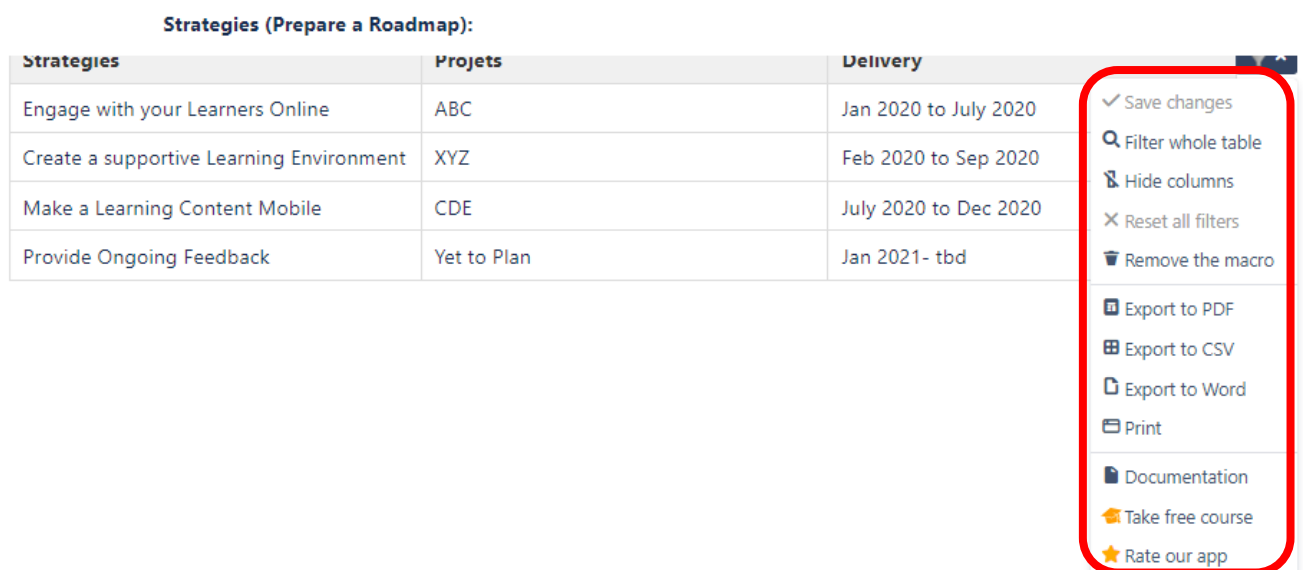 Strategies (Prepare a Roadmap):
Strategies Projets Delivery
Engage with your Learners Online ABC Jan 2020 to July 2020
Create a supportive Learning Environment XYZ Feb 2020 to Sep 2020
Make a Learning Content Mobile CDE July 2020 to Dec 2020
Provide Ongoing Feedback Yet to Plan Jan 2021- tbd
Save changes
Filter whole table
Hide columns
Reset all filters
Remove the macro
Export to PDF
Export to CSV
Export to Word
Print
Documentation
Take free course
Rate our app